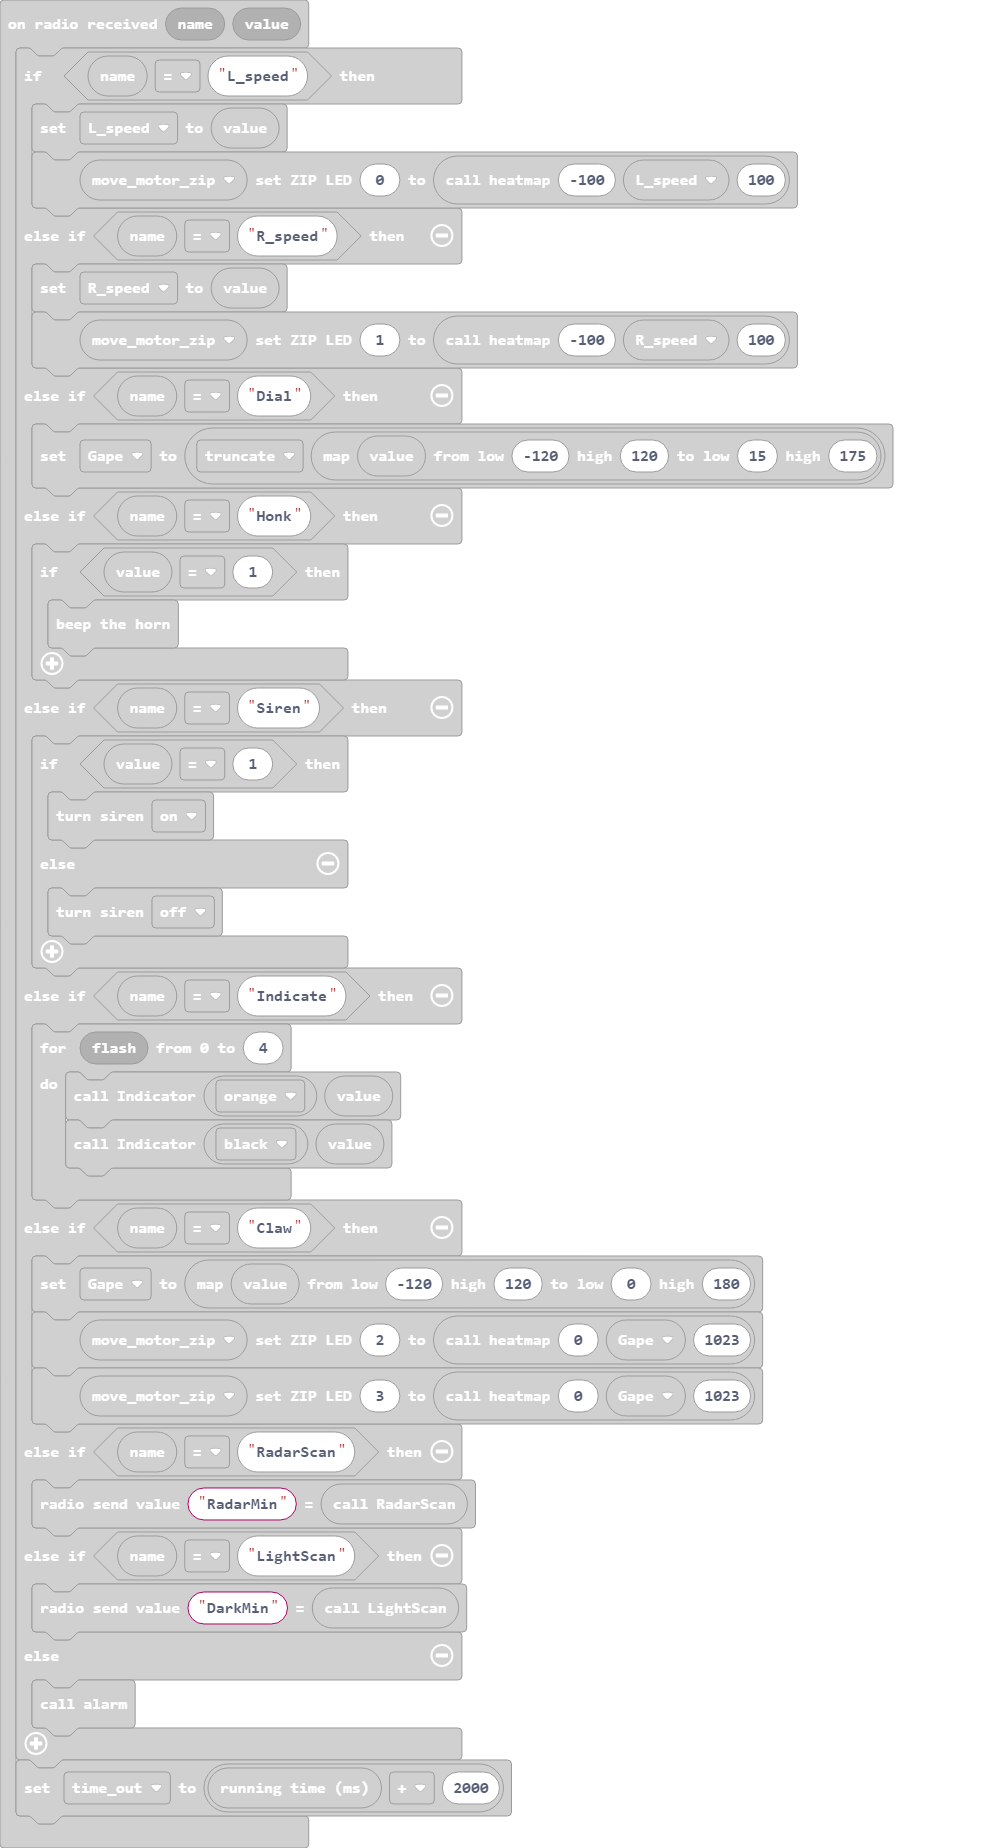 on radio received name value
if name = "L_speed" then
set L_speed to value
move_motor_zip set ZIP LED 0 to call heatmap -100 L_speed 100
else if name = "R_speed" then
set R_speed to value
move_motor_zip set ZIP LED 1 to call heatmap -100 R_speed 100
else if name = "Dial" then
set Gape to truncate map value from low -120 high 120 to low 15 high 175
else if name = "Honk" then
if value = 1 then
beep the horn
else if name = "Siren" then
if value = 1 then
turn siren on
else
turn siren off
else if name = "Indicate" then
for flash from 0 to 4
do call Indicator orange value
call Indicator black value
else if name = "Claw" then
set Gape to map value from low -120 high 120 to low 0 high 180
move_motor_zip set ZIP LED 2 to call heatmap 0 Gape 1023
move_motor_zip set ZIP LED 3 to call heatmap 0 Gape 1023
else if name = "RadarScan" then
radio send value "RadarMin" = call RadarScan
else if name = "LightScan" then
radio send value "DarkMin" = call LightScan
else
call alarm
set time_out to running time (ms) + 2000